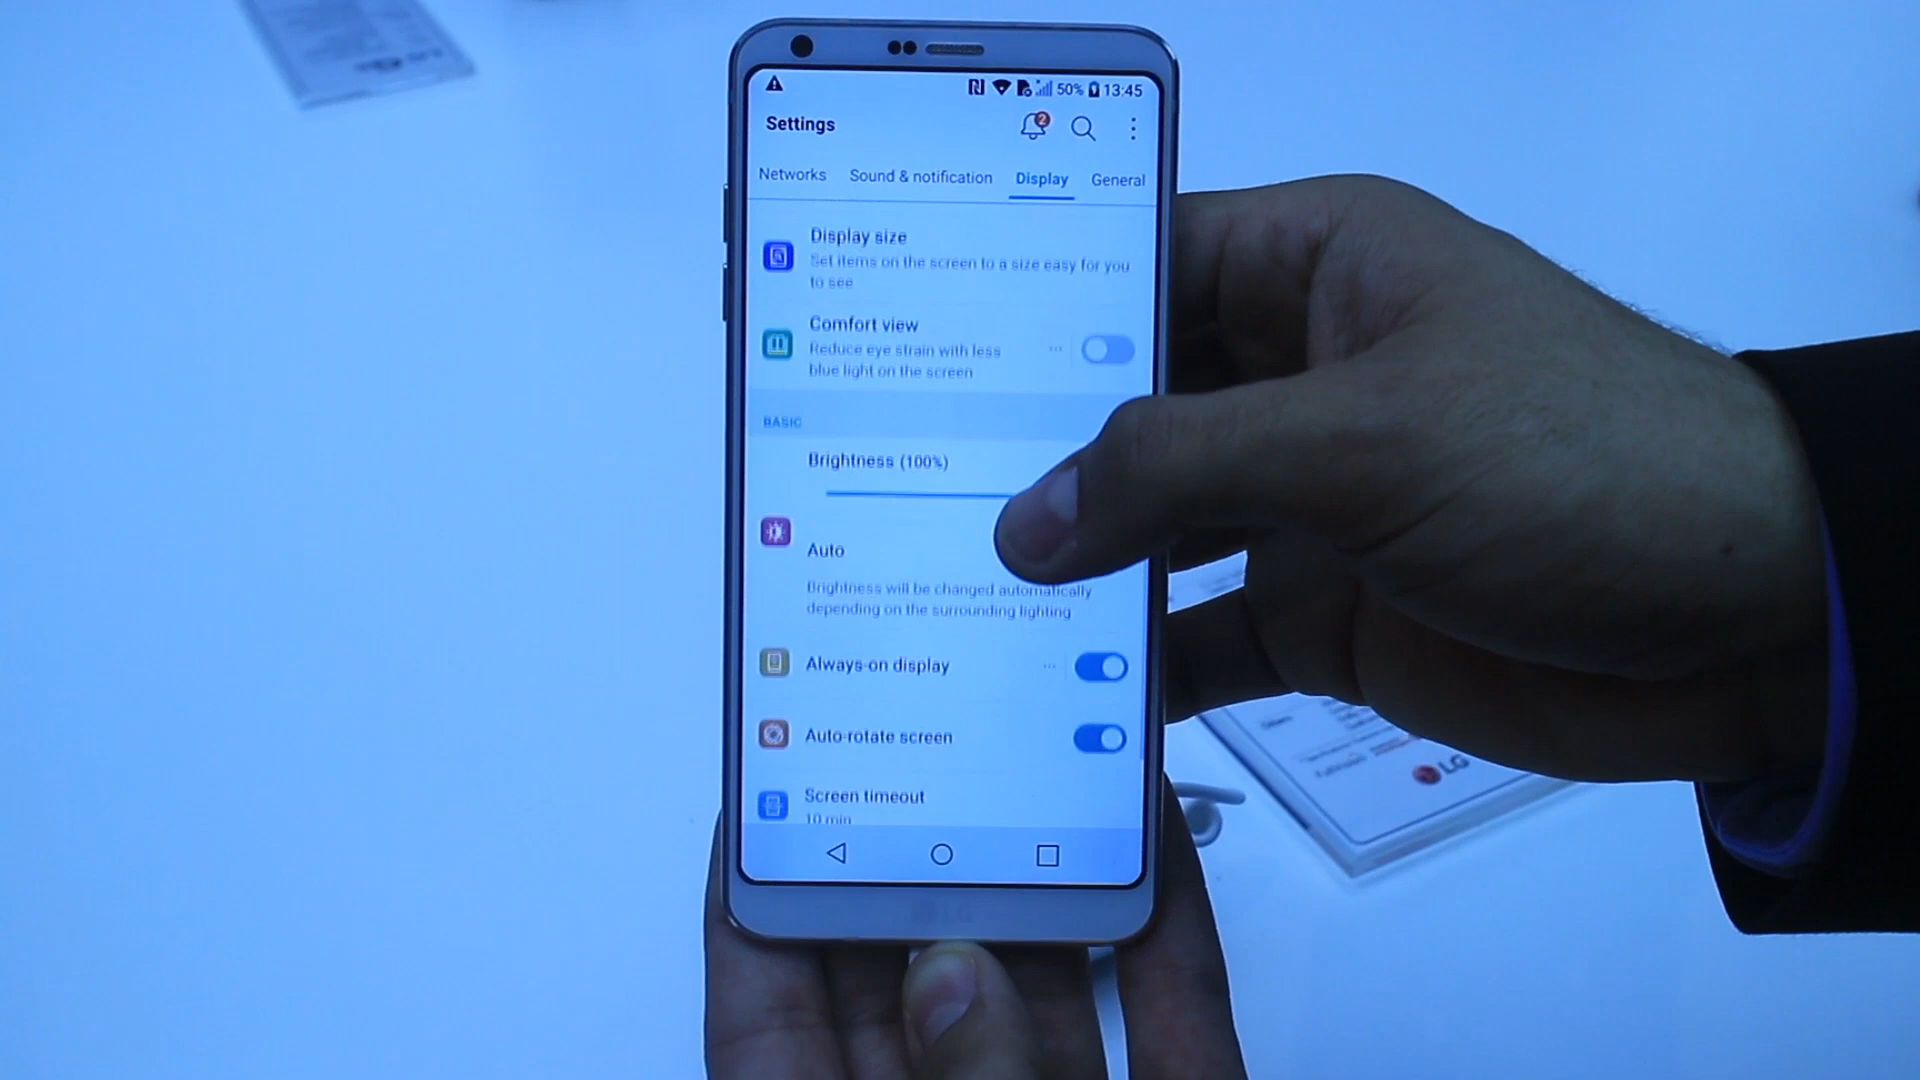 50% 13:45
Settings
2
Networks Sound & notification Display General
Display size
Set items on the screen to a size easy for you
to see
Comfort view
Reduce eye strain with less
blue light on the screen
BASIC
Brightness (100%)
Auto
Brightness will be changed automatically
depending on the surrounding lighting
Always-on display
Auto-rotate screen
Screen timeout
10 min
LG
LG